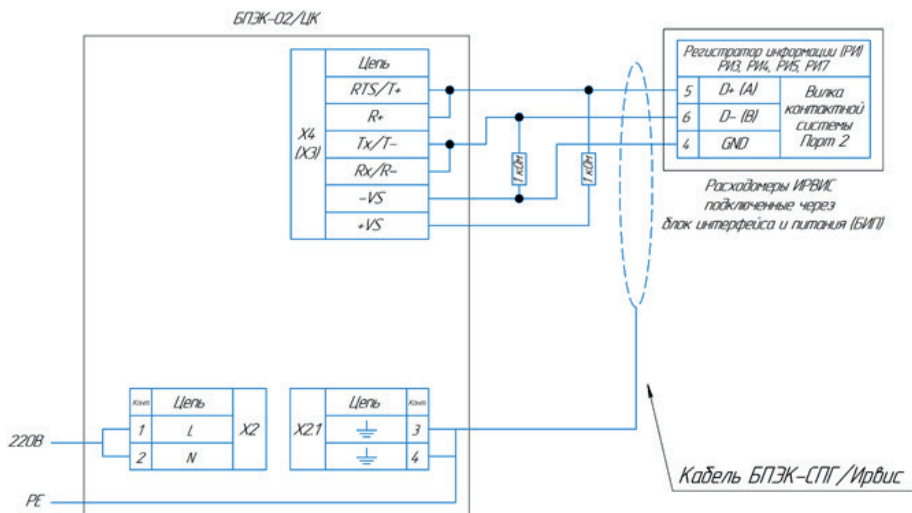 БПЭК-02/ЦК
Цепь
RTS/T+
R+
Tx/T-
Rx/R-
-VS
+VS
X4
(X3)
1 кОм
1 кОм
Регистратор информации (РИ)
РИ3, РИ4, РИ5, РИ7
5 D+ (A)
6 D- (B)
4 GND
Вилка
контактной
системы
Порт 2
Расходомеры ИРВИС
подключенные через
блок интерфейса и питания (БИП)
Конт. Цепь
1 L
2 N
X2
X2.1
Цепь Конт.
3
4
220В
PE
Кабель БПЭК-СПГ/Ирвис